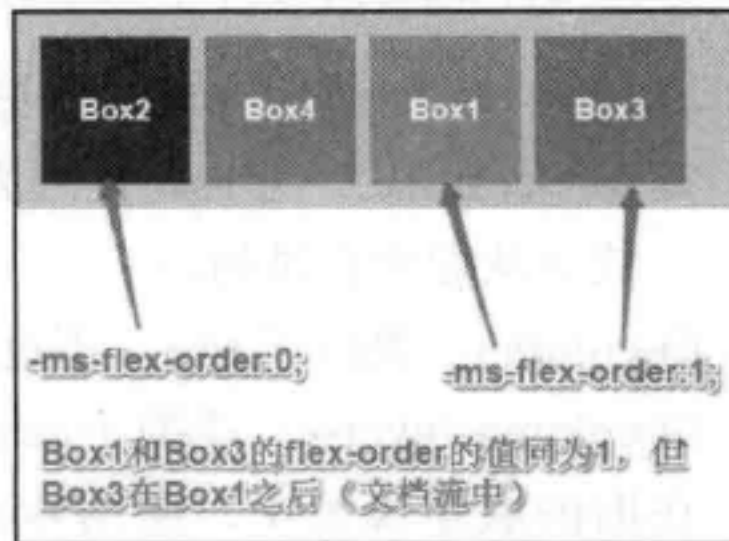 Box2 Box4 Box1 Box3
-ms-flex-order:0;
-ms-flex-order:1;
Box1和Box3的flex-order的值同为1，但
Box3在Box1之后（文档流中）